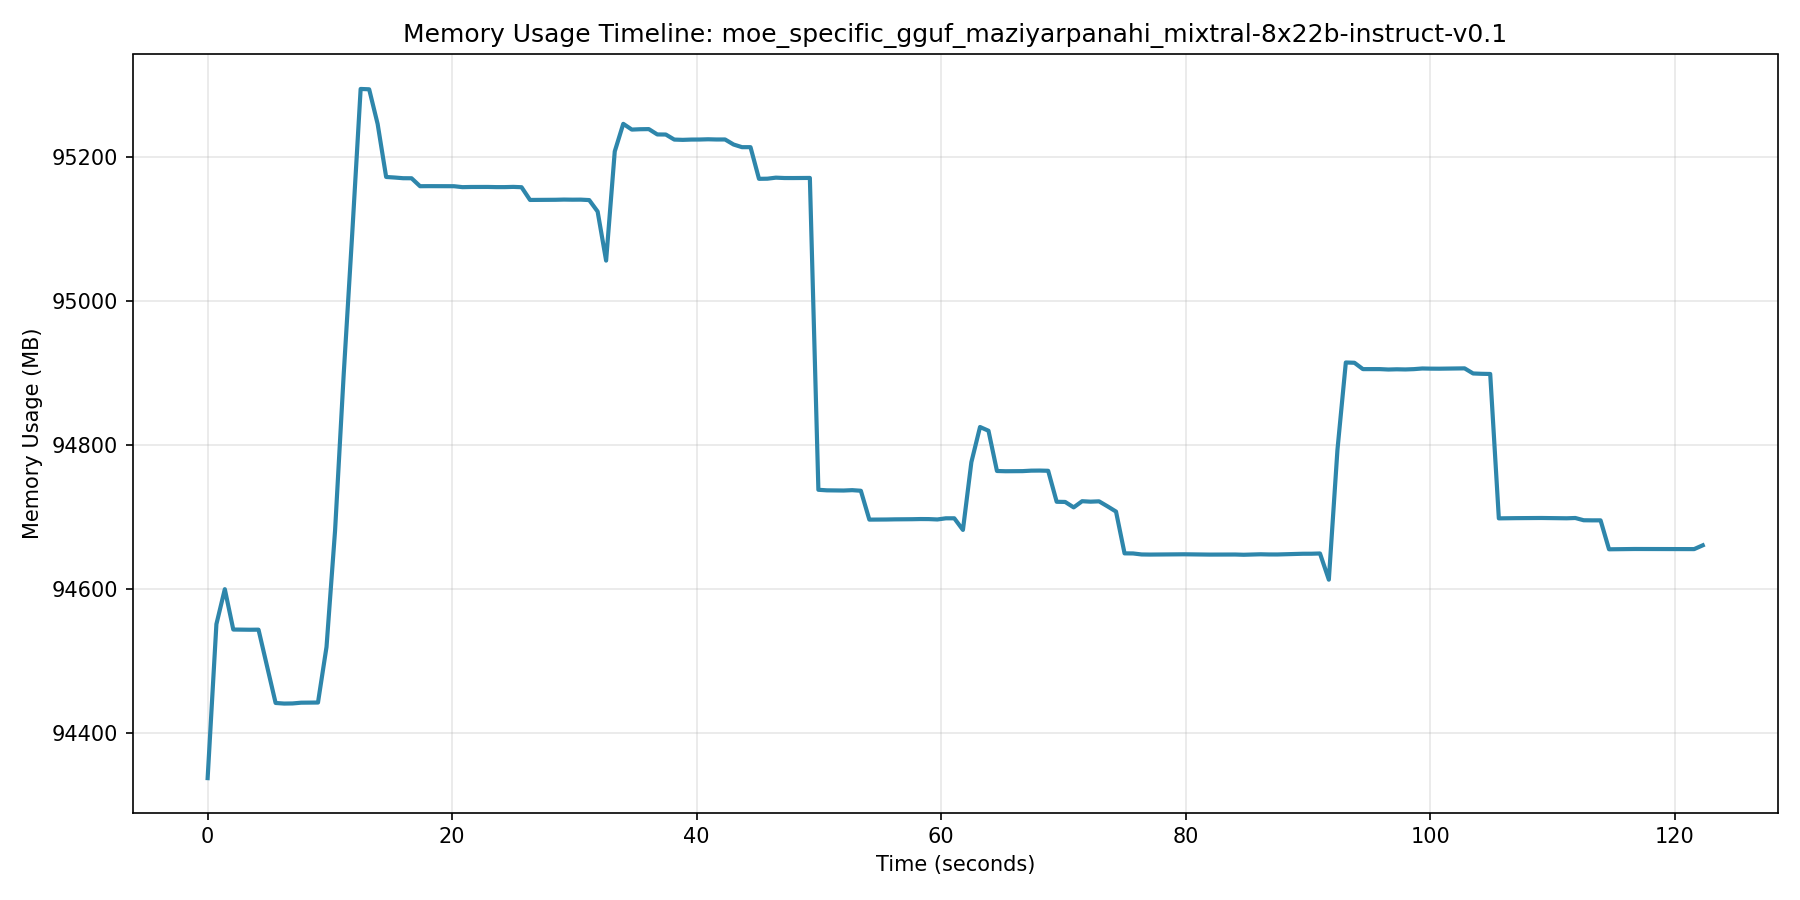 Memory Usage Timeline: moe_specific_gguf_maziyarpanahi_mixtral-8x22b-instruct-v0.1
Memory Usage (MB)
95200
95000
94800
94600
94400
0 20 40 60 80 100 120
Time (seconds)